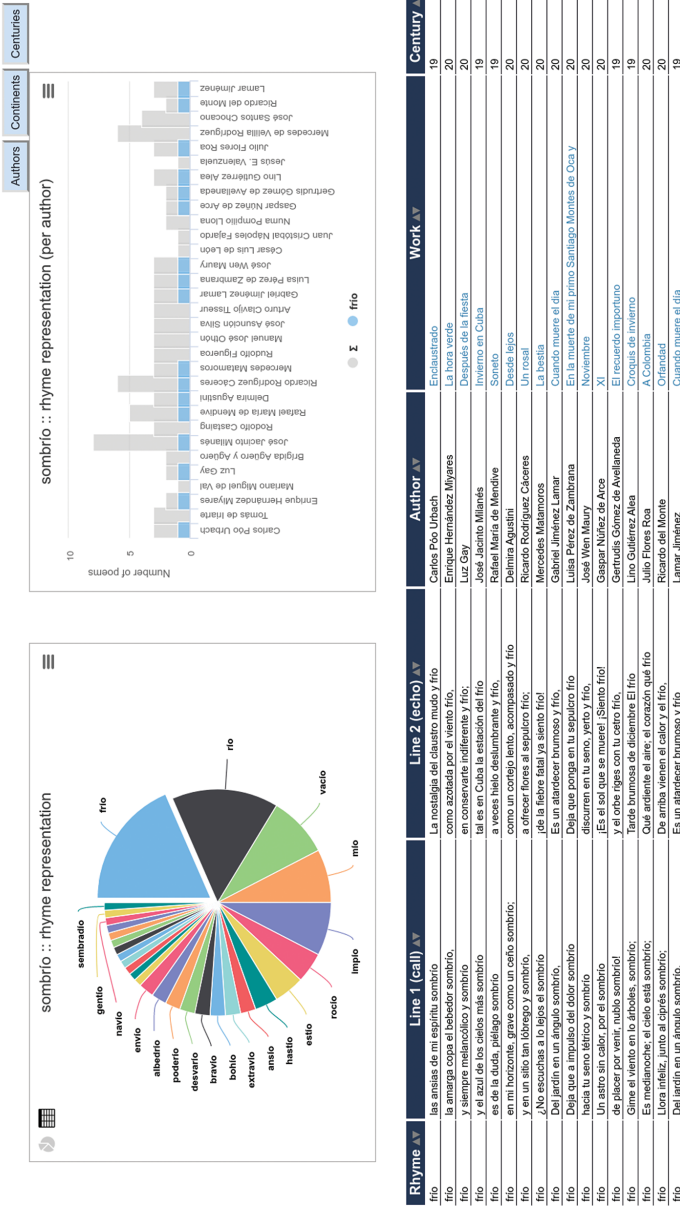 Authors Continents Centuries
sombrío :: rhyme representation
frío
río
vacío
mío
impío
rocío
estío
hastío
ansío
extravío
bohío
bravío
desvarío
poderío
albedrío
envío
navío
gentío
sembradío
sombrío :: rhyme representation (per author)
Number of poems
10
5
0
Carlos Póo Urbach
Tomás de Iriarte
Enrique Hernández Miyares
Mariano Miguel de Val
Luz Gay
Brígida Agüero y Agüero
José Jacinto Milanés
Rodolfo Castaing
Rafael María de Mendive
Delmira Agustini
Ricardo Rodríguez Cáceres
Mercedes Matamoros
Rodolfo Figueroa
Manuel José Othón
José Asunción Silva
Arturo Clavijo Tisseur
Gabriel Jiménez Lamar
Luisa Pérez de Zambrana
José Wen Maury
César Luis de León
Juan Cristóbal Nápoles Fajardo
Numa Pompilio Llona
Gaspar Núñez de Arce
Gertrudis Gómez de Avellaneda
Lino Gutiérrez Alea
Jesús E. Valenzuela
Julio Flores Roa
Mercedes de Velilla Rodríguez
José Santos Chocano
Ricardo del Monte
Lamar Jiménez
Σ frío
Rhyme Line 1 (call) Line 2 (echo) Author Work Century
frío las ansias de mi espíritu sombrío La nostalgia del claustro mudo y frío Carlos Póo Urbach Enclaustrado 19
frío la amarga copa el bebedor sombrío, como azotada por el viento frío, Enrique Hernández Miyares La hora verde 20
frío y siempre melancólico y sombrío en conservarte indiferente y frío; Luz Gay Después de la fiesta 20
frío y el azul de los cielos más sombrío tal es en Cuba la estación del frío José Jacinto Milanés Invierno en Cuba 19
frío es de la duda, piélago sombrío a veces hielo deslumbrante y frío, Rafael María de Mendive Soneto 19
frío en mi horizonte, grave como un ceño sombrío; como un cortejo lento, acompasado y frío Delmira Agustini Desde lejos 20
frío y en un sitio tan lóbrego y sombrío, a ofrecer flores al sepulcro frío; Ricardo Rodríguez Cáceres Un rosal 20
frío ¿No escuchas a lo lejos el sombrío ¡de la fiebre fatal ya siento frío! Mercedes Matamoros La bestia 20
frío Del jardín en un ángulo sombrío, Es un atardecer brumoso y frío, Gabriel Jiménez Lamar Cuando muere el día 20
frío Deja que a impulso del dolor sombrío Deja que ponga en tu sepulcro frío Luisa Pérez de Zambrana En la muerte de mi primo Santiago Montes de Oca y 20
frío hacia tu seno tétrico y sombrío discurren en tu seno, yerto y frío, José Wen Maury Noviembre 20
frío Un astro sin calor, por el sombrío ¡Es el sol que se muere! ¡Siento frío! Gaspar Núñez de Arce XI 20
frío de placer por venir, nublo sombrío! y el orbe riges con tu cetro frío, Gertrudis Gómez de Avellaneda El recuerdo importuno 19
frío Gime el viento en lo árboles, sombrío; Tarde brumosa de diciembre El frío Lino Gutiérrez Alea Croquis de invierno 19
frío Es medianoche; el cielo está sombrío; Qué ardiente el aire; el corazón qué frío Julio Flores Roa A Colombia 20
frío Llora infeliz, junto al ciprés sombrío; De arriba vienen el calor y el frío, Ricardo del Monte Orfandad 20
frío Del jardín en un ángulo sombrío, Es un atardecer brumoso y frío, Lamar Jiménez Cuando muere el día 19